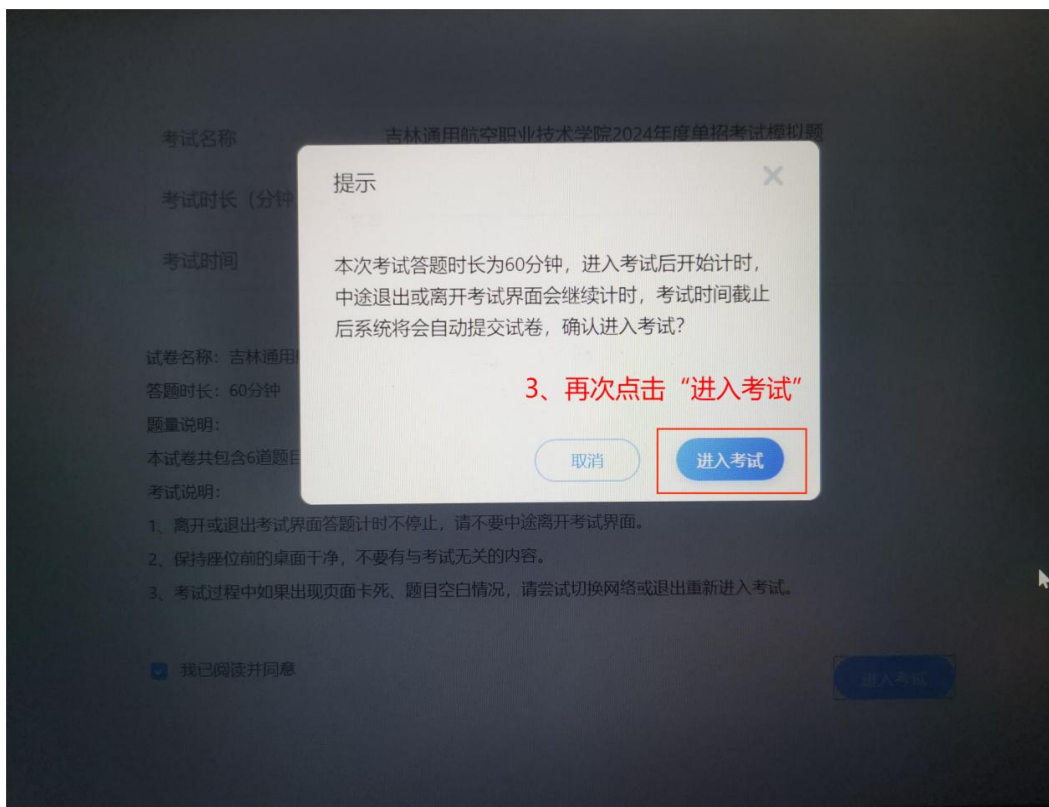 考试名称 吉林通用航空职业技术学院2024年度单招考试模拟题
提示
考试时长（分钟
考试时间
本次考试答题时长为60分钟，进入考试后开始计时，
中途退出或离开考试界面会继续计时，考试时间截止
后系统将会自动提交试卷，确认进入考试？
试卷名称：吉林通用
答题时长：60分钟
3、再次点击“进入考试”
题量说明：
本试卷共包含6道题目
取消 进入考试
考试说明：
1、离开或退出考试界面答题计时不停止，请不要中途离开考试界面。
2、保持座位前的桌面干净，不要有与考试无关的内容。
3、考试过程中如果出现页面卡死、题目空白情况，请尝试切换网络或退出重新进入考试。
我已阅读并同意 进入考试